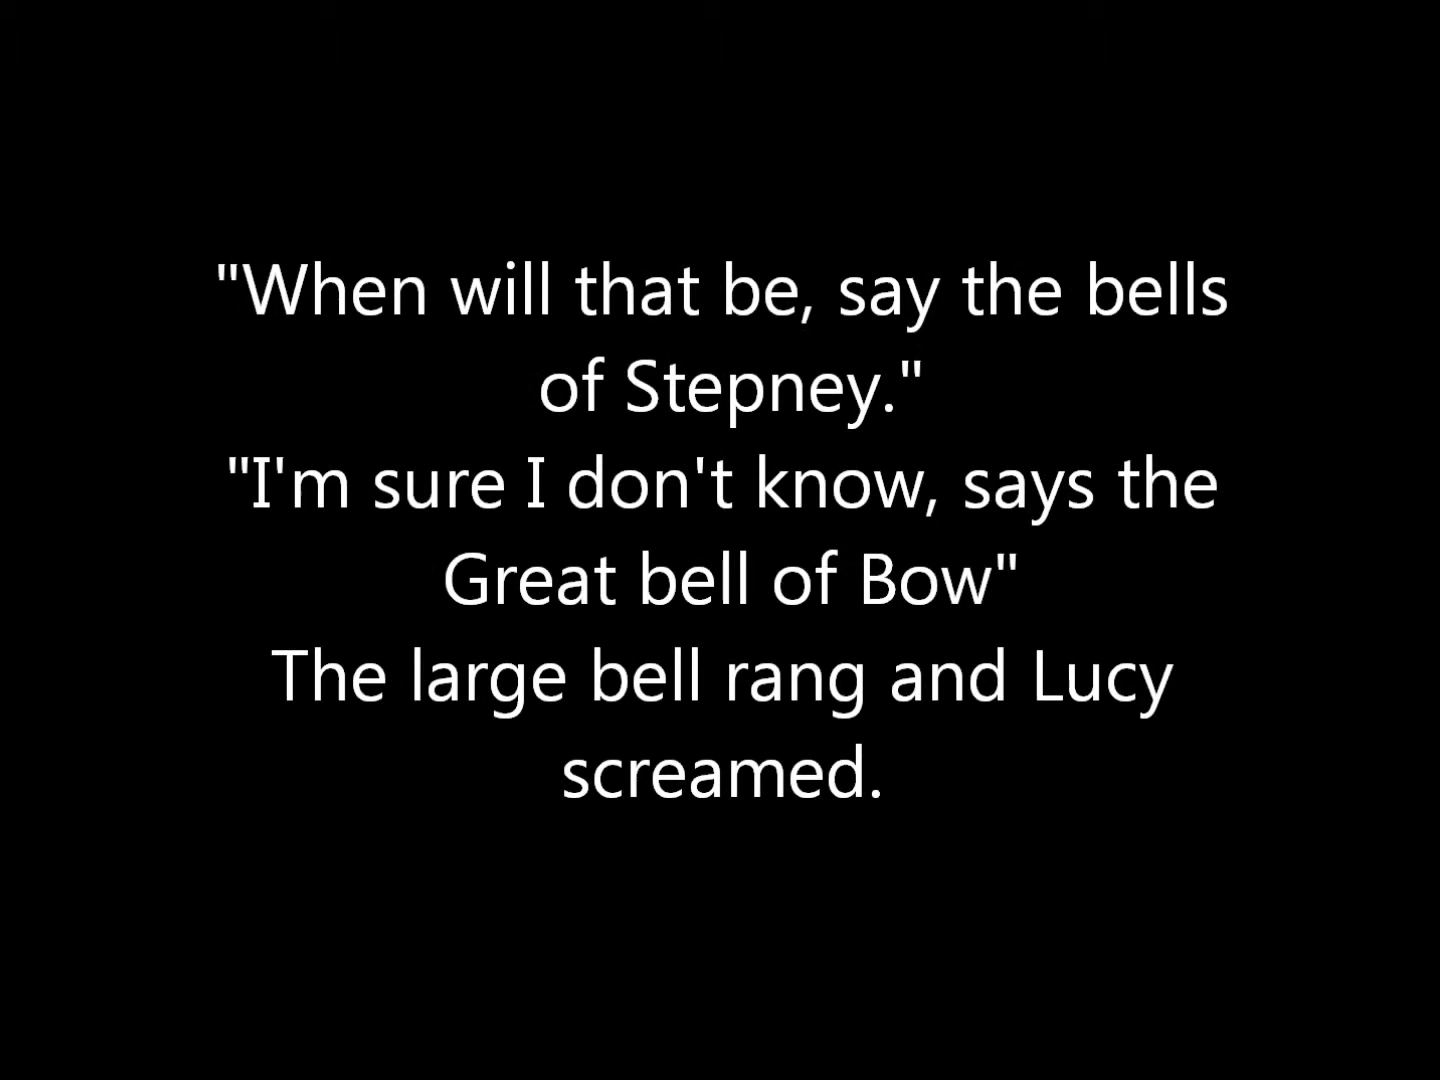 "When will that be, say the bells
of Stepney."
"I'm sure I don't know, says the
Great bell of Bow"
The large bell rang and Lucy
screamed.